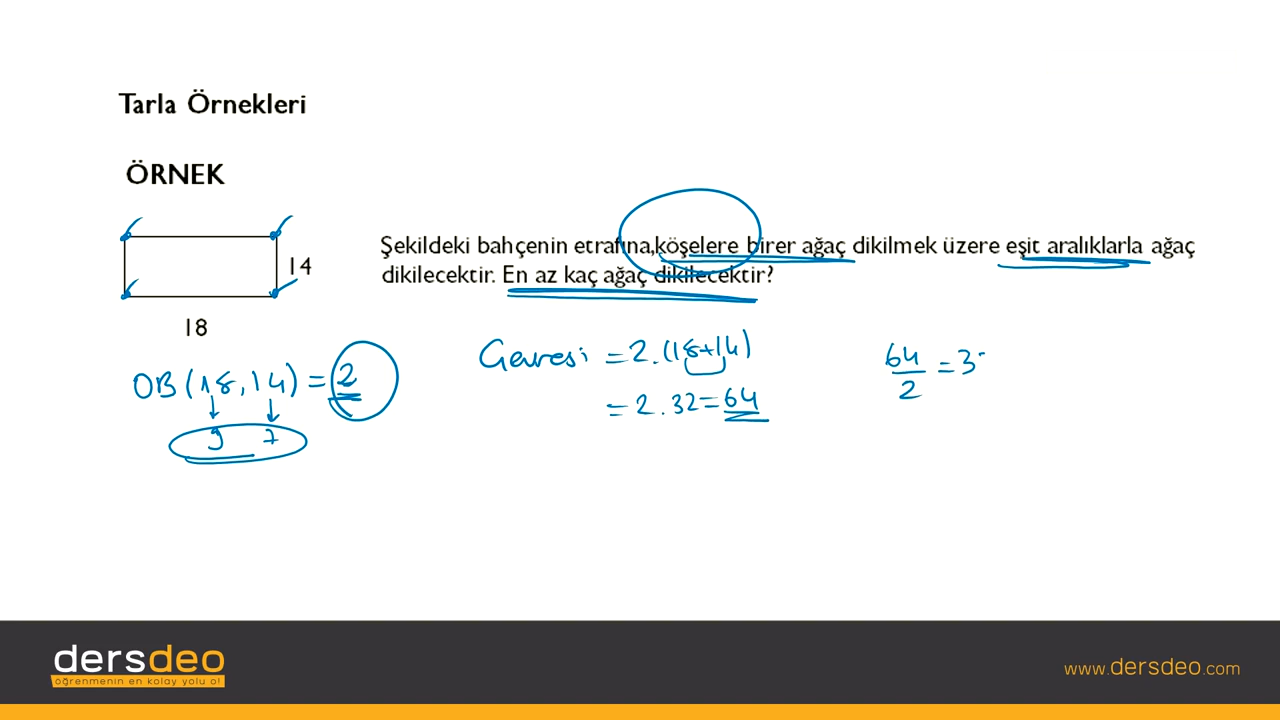 Tarla Örnekleri
ÖRNEK
14
18
Şekildeki bahçenin etrafına,köşelere birer ağaç dikilmek üzere eşit aralıklarla ağaç
dikilecektir. En az kaç ağaç dikilecektir?
OB(18,14) = 2
9 7
Çevresi = 2.(18+14)
= 2.32=64
64
2
=3
dersdeo
öğrenmenin en kolay yolu o!
www.dersdeo.com